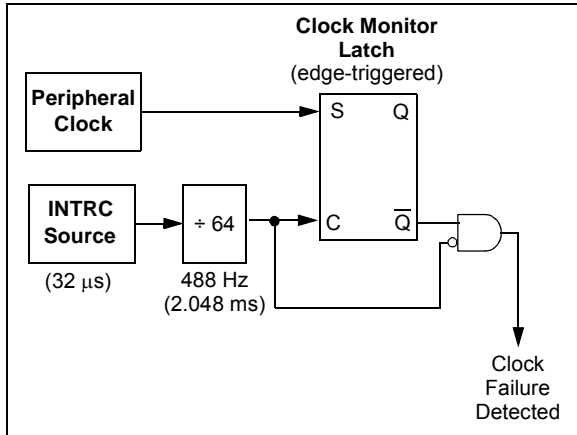 Clock Monitor
Latch
(edge-triggered)
Peripheral
Clock
S
Q
INTRC
Source
÷ 64
C
Q̅
(32 μs)
488 Hz
(2.048 ms)
Clock
Failure
Detected